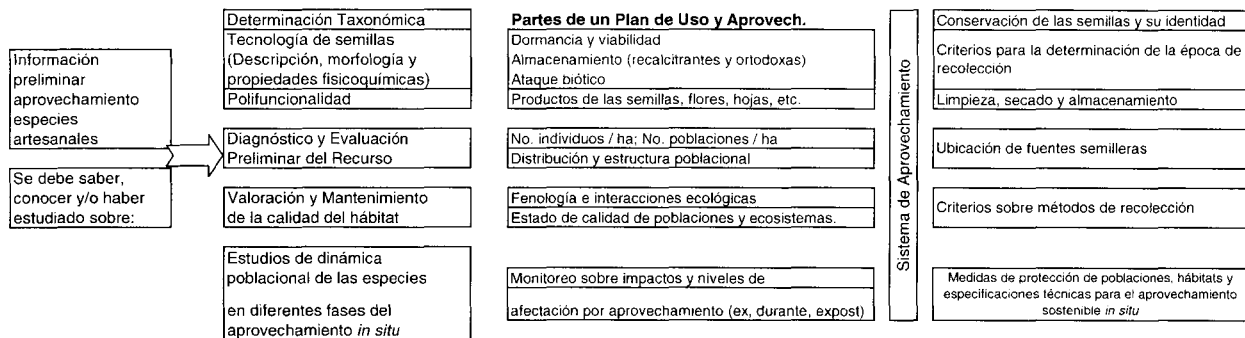 Información
preliminar
aprovechamiento
especies
artesanales
Se debe saber,
conocer y/o haber
estudiado sobre:
Determinación Taxonómica
Tecnología de semillas
(Descripción, morfología y
propiedades fisicoquímicas)
Polifuncionalidad
Diagnóstico y Evaluación
Preliminar del Recurso
Valoración y Mantenimiento
de la calidad del hábitat
Estudios de dinámica
poblacional de las especies
en diferentes fases del
aprovechamiento in situ
Partes de un Plan de Uso y Aprovech.
Dormancia y viabilidad
Almacenamiento (recalcitrantes y ortodoxas)
Ataque biótico
Productos de las semillas, flores, hojas, etc.
No. individuos / ha; No. poblaciones / ha
Distribución y estructura poblacional
Fenología e interacciones ecológicas
Estado de calidad de poblaciones y ecosistemas.
Monitoreo sobre impactos y niveles de
afectación por aprovechamiento (ex, durante, expost)
Sistema de Aprovechamiento
Conservación de las semillas y su identidad
Criterios para la determinación de la época de
recolección
Limpieza, secado y almacenamiento
Ubicación de fuentes semilleras
Criterios sobre métodos de recolección
Medidas de protección de poblaciones, hábitats y
especificaciones técnicas para el aprovechamiento
sostenible in situ